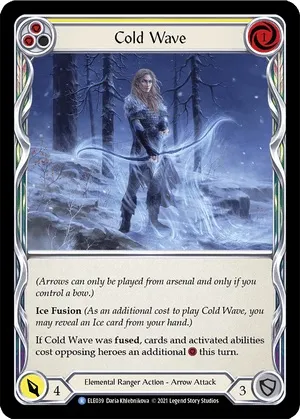 Cold Wave
1
(Arrows can only be played from arsenal and only if you
control a bow.)
Ice Fusion (As an additional cost to play Cold Wave, you
may reveal an Ice card from your hand.)
If Cold Wave was fused, cards and activated abilities
cost opposing heroes an additional this turn.
4
Elemental Ranger Action - Arrow Attack
3
ELE039 Daria Khlebnikova © 2021 Legend Story Studios